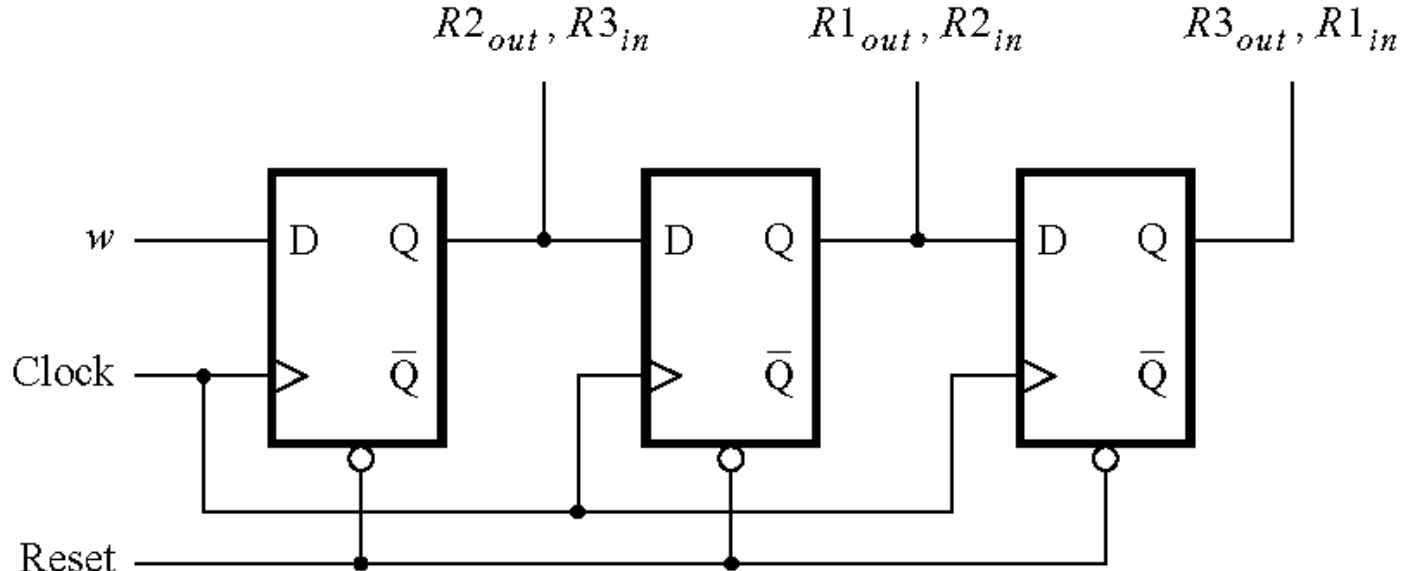 R2out, R3in R1out, R2in R3out, R1in
w D Q D Q D Q
Clock Q̅ Q̅ Q̅
Reset